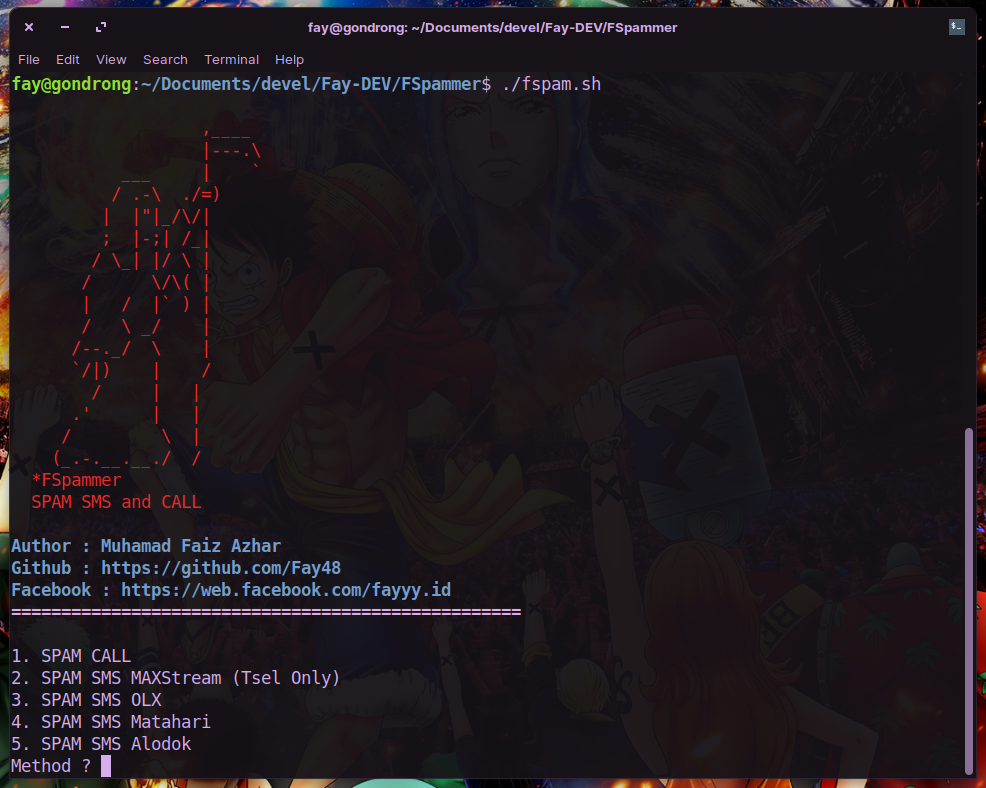 fay@gondrong: ~/Documents/devel/Fay-DEV/FSpammer
File Edit View Search Terminal Help
fay@gondrong:~/Documents/devel/Fay-DEV/FSpammer$ ./fspam.sh
*FSpammer
SPAM SMS and CALL
Author : Muhamad Faiz Azhar
Github : https://github.com/Fay48
Facebook : https://web.facebook.com/fayyy.id
===================================================
1. SPAM CALL
2. SPAM SMS MAXStream (Tsel Only)
3. SPAM SMS OLX
4. SPAM SMS Matahari
5. SPAM SMS Alodok
Method ?